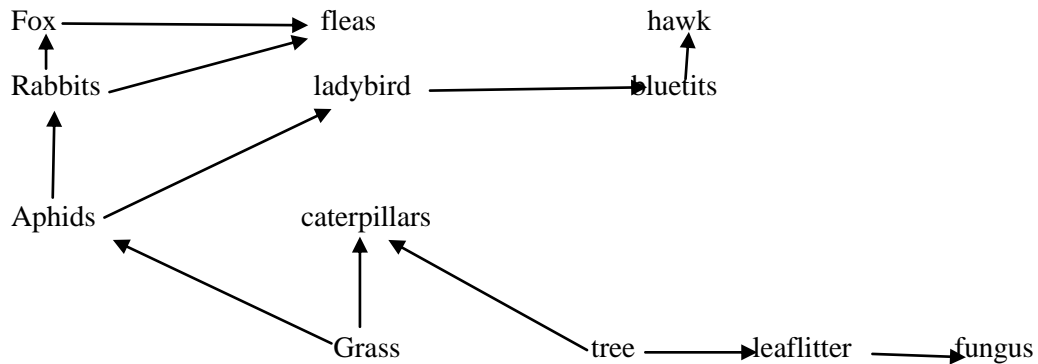 Fox fleas hawk
Rabbits ladybird bluetits
Aphids caterpillars
Grass tree leaflitter fungus